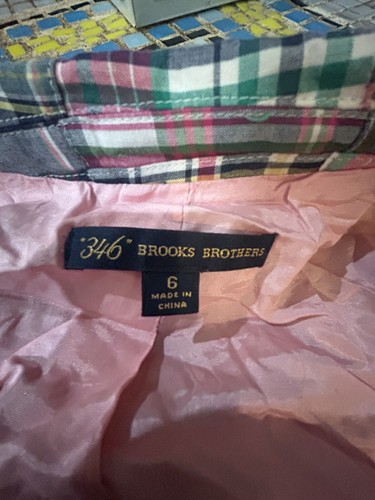 "346" BROOKS BROTHERS
6
MADE IN
CHINA